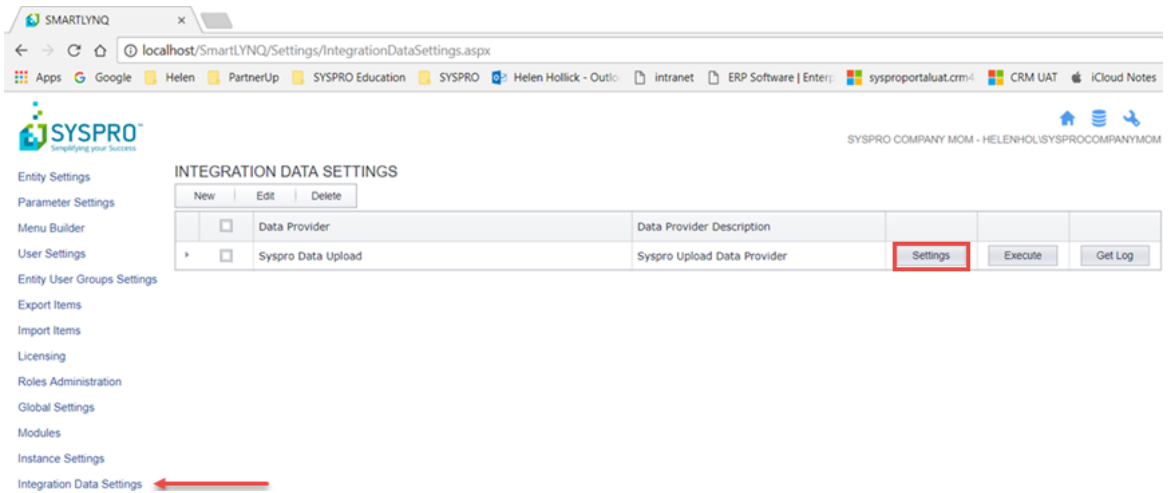 SMARTLYNQ
localhost/SmartLYNQ/Settings/IntegrationDataSettings.aspx
Apps Google Helen PartnerUp SYSPRO Education SYSPRO Helen Hollick - Outlo intranet ERP Software | Enterp sysproportaluat.crm4 CRM UAT iCloud Notes
SYSPRO
Simplifying your Success
SYSPRO COMPANY MOM - HELENHOL\SYSPROCOMPANYMOM
Entity Settings
Parameter Settings
Menu Builder
User Settings
Entity User Groups Settings
Export Items
Import Items
Licensing
Roles Administration
Global Settings
Modules
Instance Settings
Integration Data Settings
INTEGRATION DATA SETTINGS
New Edit Delete
Data Provider Data Provider Description
Syspro Data Upload Syspro Upload Data Provider Settings Execute Get Log